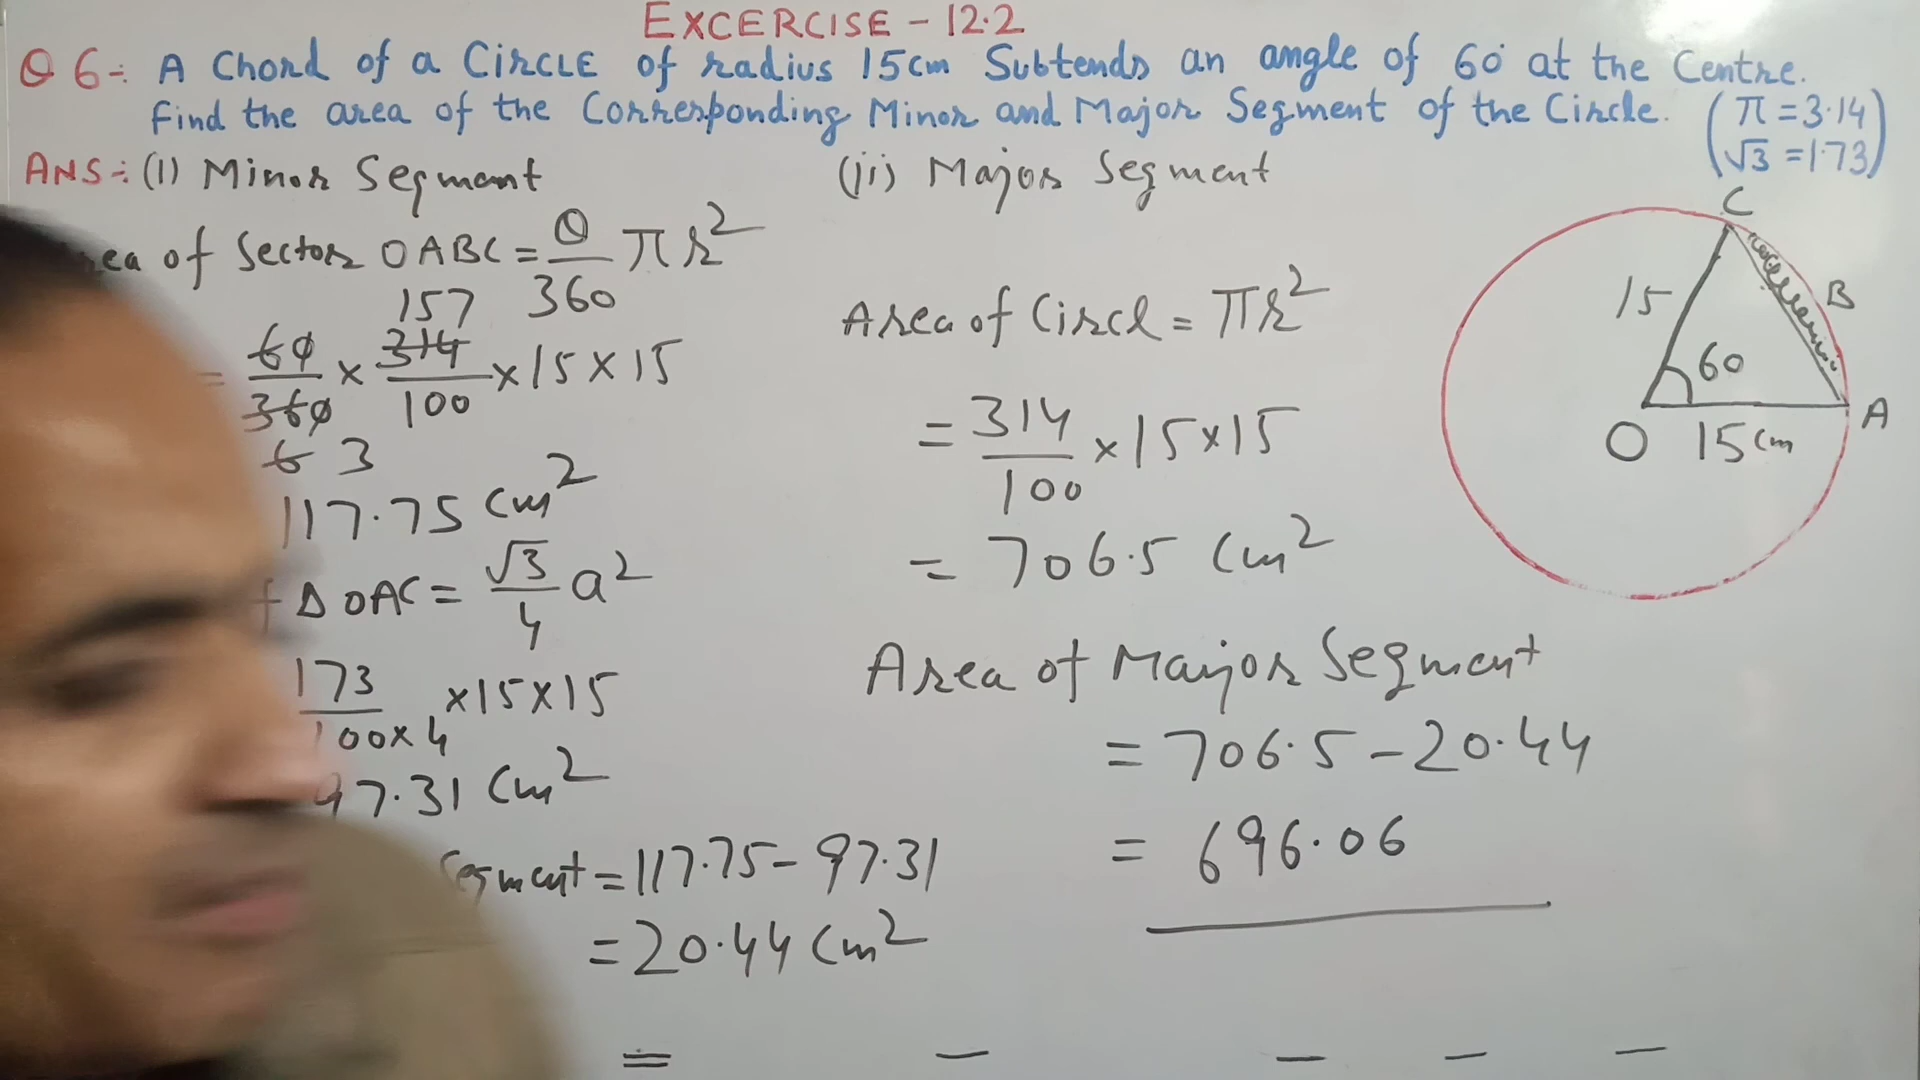 EXCERCISE - 12.2
Q 6:- A Chord of a CIRCLE of radius 15cm Subtends an angle of 60° at the Centre.
Find the area of the Corresponding Minor and Major Segment of the Circle. (π = 3.14
√3 = 1.73)
ANS:- (i) Minor Segment
of Sector OABC = θ/360 πr²
= 60/360 × 314/100 × 15 × 15
157
6 3
117.75 cm²
Δ OAC = √3/4 a²
173/100×4 ×15×15
97.31 cm²
Segment = 117.75 - 97.31
= 20.44 cm²
(ii) Major Segment
Area of Circl = πr²
= 314/100 × 15×15
= 706.5 cm²
Area of Major Segment
= 706.5 - 20.44
= 696.06
C
15
B
60
O
15cm
A